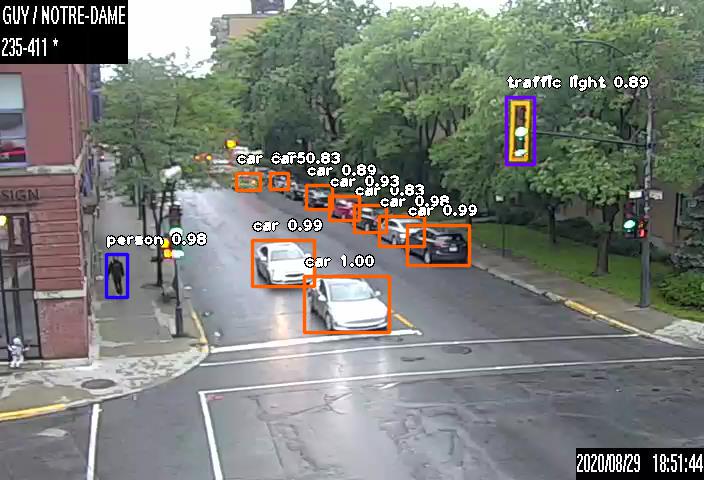 GUY / NOTRE-DAME
235-411 *
traffic light 0.89
car
car
0.83
car 0.89
car 0.93
car 0.83
car 0.98
car 0.99
car 0.99
car 1.00
person 0.98
SIGN
2020/08/29 18:51:44